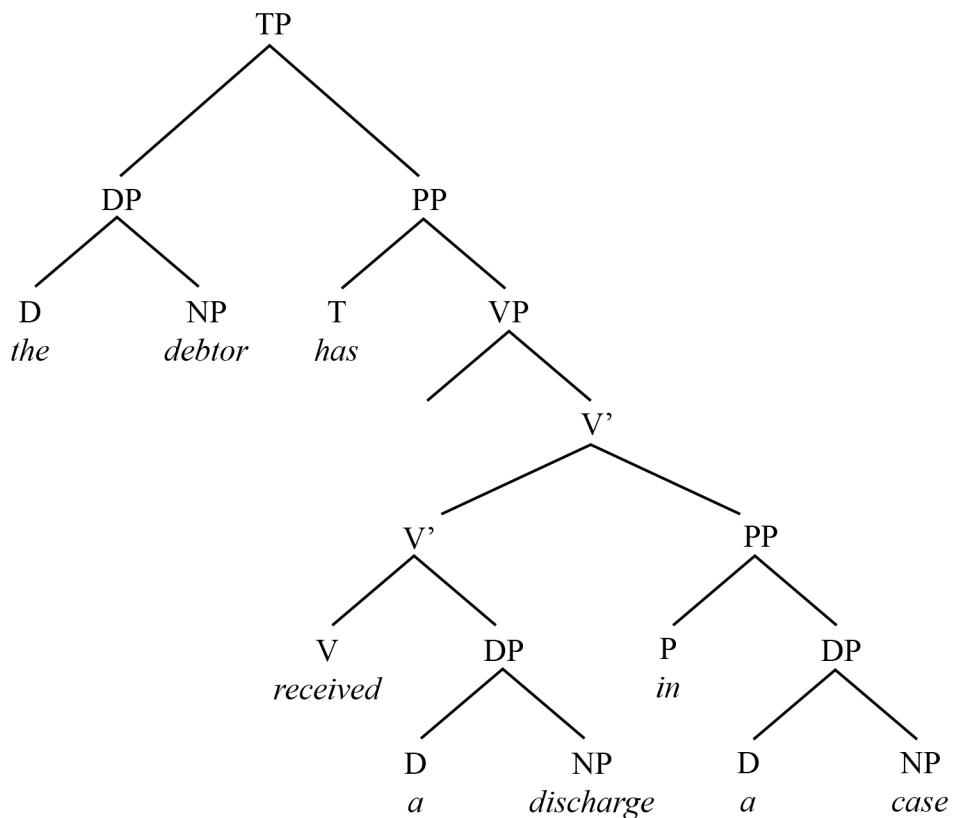 TP
DP PP
D NP T VP
the debtor has
V’
V’ PP
V DP P DP
received in
D NP D NP
a discharge a case